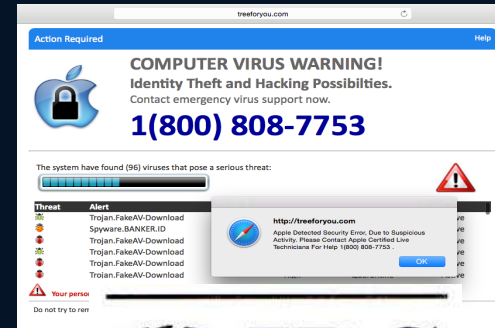 treeforyou.com
Action Required
Help
COMPUTER VIRUS WARNING!
Identity Theft and Hacking Possibilties.
Contact emergency virus support now.
1(800) 808-7753
The system have found (96) viruses that pose a serious threat:
Threat Alert
Trojan.FakeAV-Download
Spyware.BANKER.ID
Trojan.FakeAV-Download
Trojan.FakeAV-Download
Trojan.FakeAV-Download
Trojan.FakeAV-Download
http://treeforyou.com
Apple Detected Security Error, Due to Suspicious
Activity. Please Contact Apple Certified Live
Technicians For Help 1(800) 808-7753 .
OK
Your perso
Do not try to rem